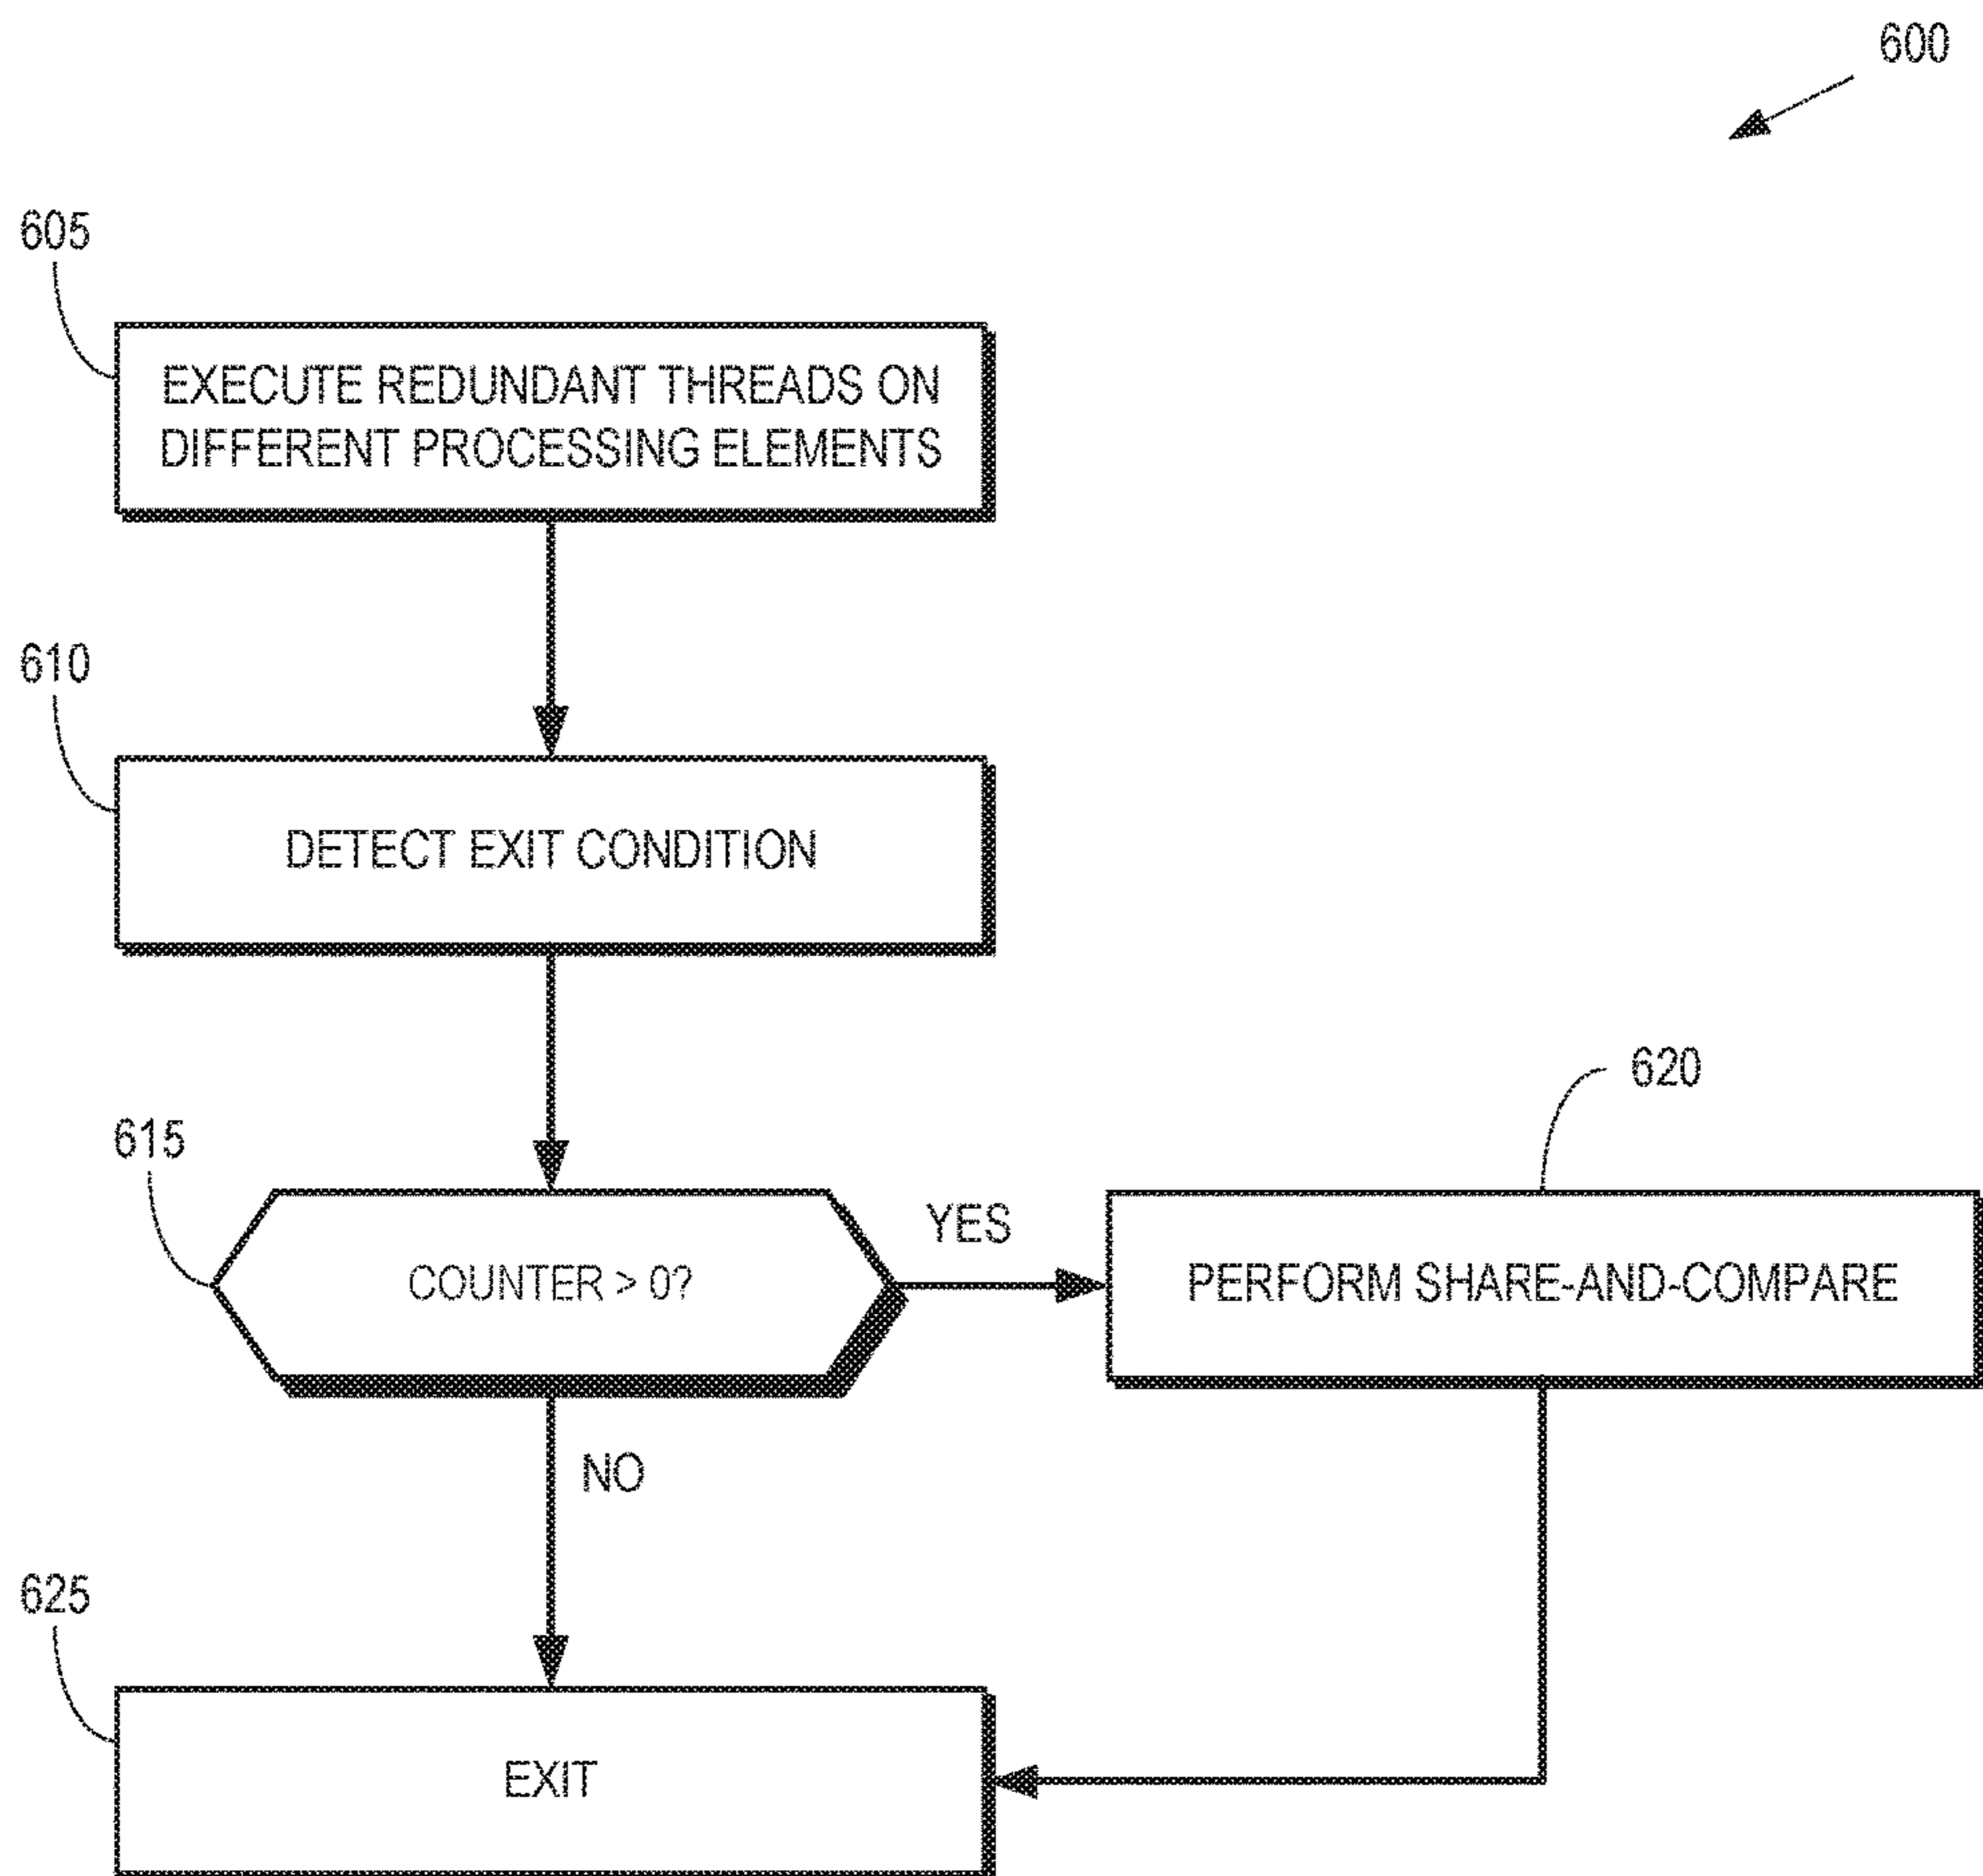 600
605
EXECUTE REDUNDANT THREADS ON
DIFFERENT PROCESSING ELEMENTS
610
DETECT EXIT CONDITION
615
COUNTER > 0?
YES
620
PERFORM SHARE-AND-COMPARE
NO
625
EXIT